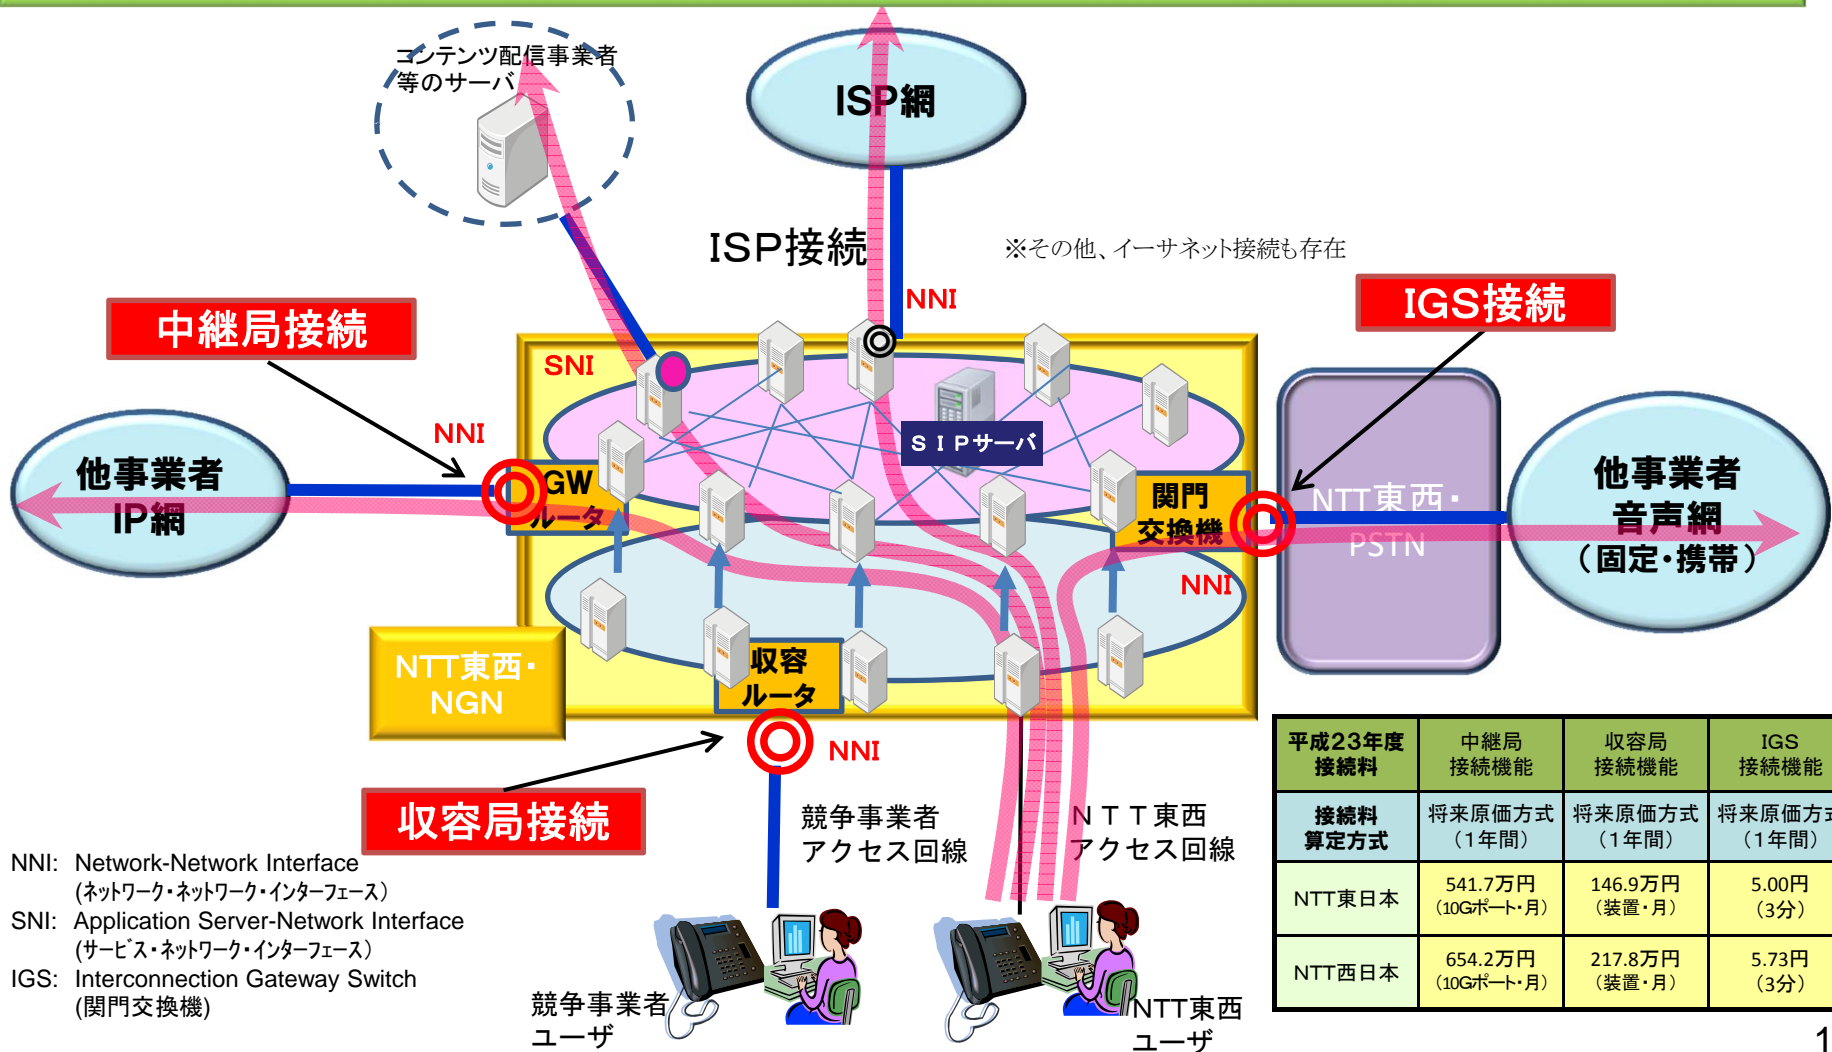 コンテンツ配信事業者
等のサーバ
ISP網
ISP接続
※その他、イーサネット接続も存在
NNI
中継局接続
IGS接続
SNI
NNI
SIPサーバ
他事業者
IP網
GW
ルータ
関門
交換機
NTT東西・
PSTN
他事業者
音声網
（固定・携帯）
NNI
NTT東西・
NGN
収容
ルータ
NNI
収容局接続
競争事業者
アクセス回線
NTT東西
アクセス回線
競争事業者
ユーザ
NTT東西
ユーザ
NNI: Network-Network Interface
(ネットワーク・ネットワーク・インターフェース)
SNI: Application Server-Network Interface
(サービス・ネットワーク・インターフェース)
IGS: Interconnection Gateway Switch
(関門交換機)
平成23年度 中継局 収容局 IGS
接続料 接続機能 接続機能 接続機能
接続料 将来原価方式 将来原価方式 将来原価方式
算定方式 （1年間） （1年間） （1年間）
NTT東日本 541.7万円 146.9万円 5.00円
（10Gポート・月） （装置・月） （3分）
NTT西日本 654.2万円 217.8万円 5.73円
（10Gポート・月） （装置・月） （3分）
1